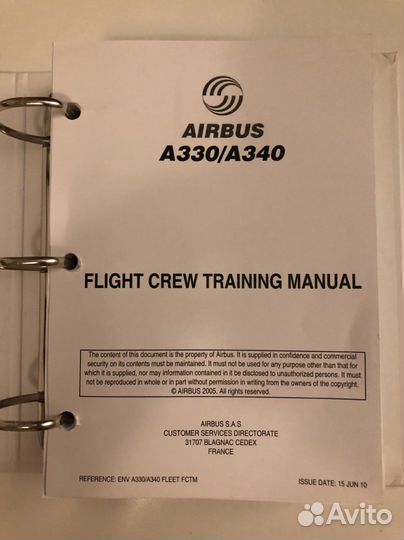 AIRBUS
A330/A340
FLIGHT CREW TRAINING MANUAL
The content of this document is the property of Airbus. It is supplied in confidence and commercial
security on its contents must be maintained. It must not be used for any purpose other than that for
which it is supplied, nor may information contained in it be disclosed to unauthorized persons. It must
not be reproduced in whole or in part without permission in writing from the owners of the copyright.
© AIRBUS 2005. All rights reserved.
AIRBUS S.A.S
CUSTOMER SERVICES DIRECTORATE
31707 BLAGNAC CEDEX
FRANCE
REFERENCE: ENV A330/A340 FLEET FCTM
ISSUE DATE: 15 JUN 10
Avito